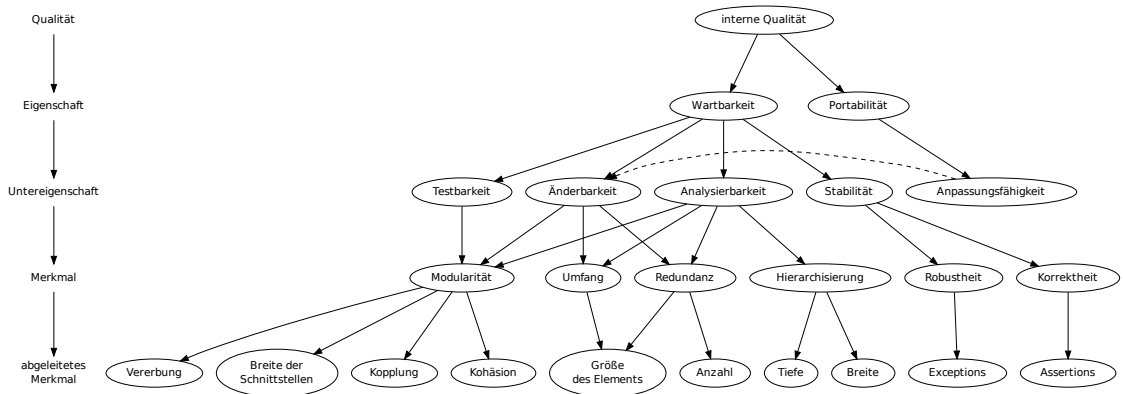 Qualität
interne Qualität
Eigenschaft
Wartbarkeit
Portabilität
Untereigenschaft
Testbarkeit
Änderbarkeit
Analysierbarkeit
Stabilität
Anpassungsfähigkeit
Merkmal
Modularität
Umfang
Redundanz
Hierarchisierung
Robustheit
Korrektheit
abgeleitetes
Merkmal
Vererbung
Breite der
Schnittstellen
Kopplung
Kohäsion
Größe
des Elements
Anzahl
Tiefe
Breite
Exceptions
Assertions